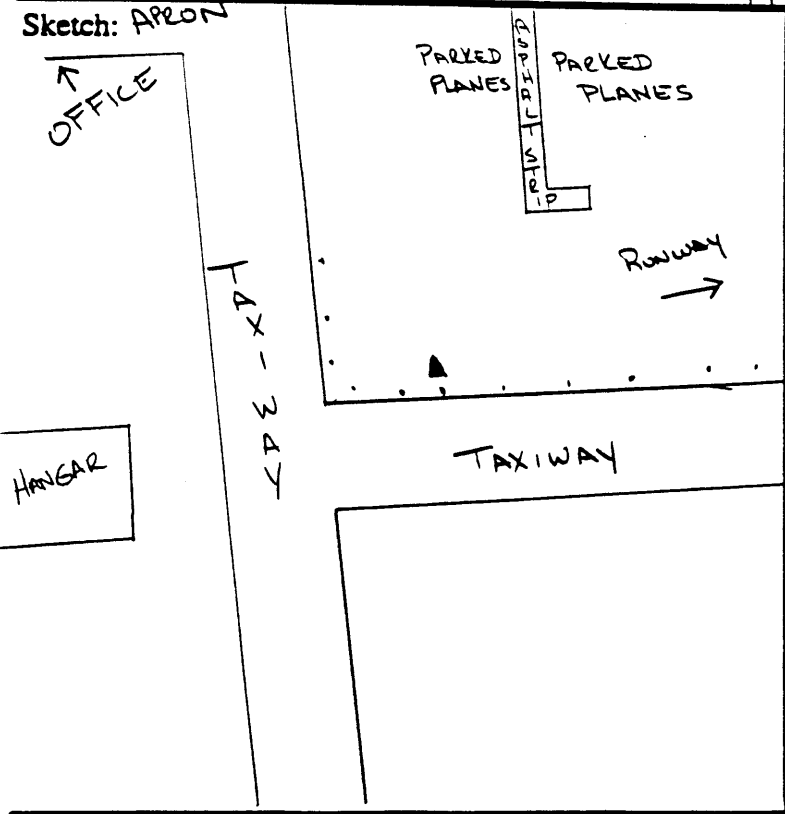 Sketch: APRON
OFFICE
PARKED
PLANES
ASPHALT STRIP
PARKED
PLANES
RUNWAY
TAXI-WAY
HANGAR
TAXIWAY